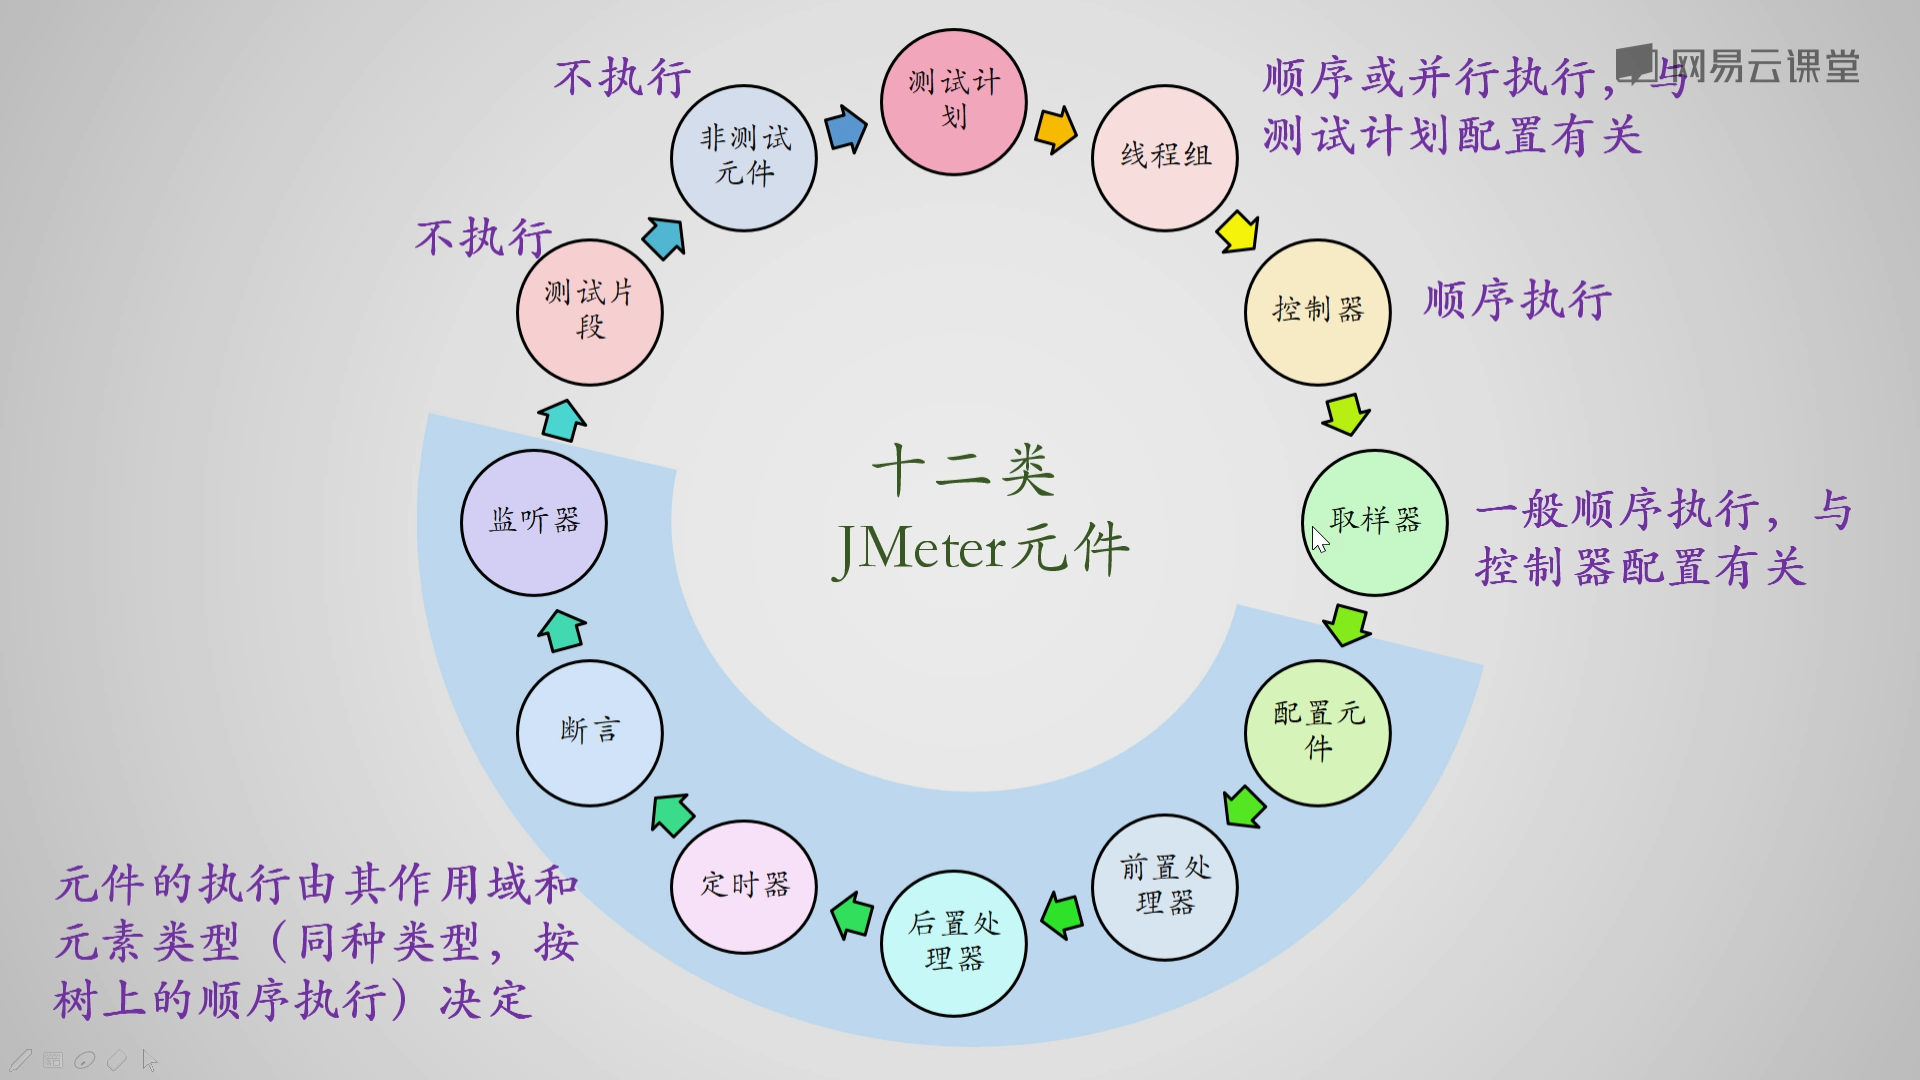 不执行
测试计
划
顺序或并行执行，与
测试计划配置有关
网易云课堂
非测试
元件
线程组
不执行
测试片
段
控制器
顺序执行
十二类
JMeter元件
监听器
取样器
一般顺序执行，与
控制器配置有关
断言
配置元
件
定时器
后置处
理器
前置处
理器
元件的执行由其作用域和
元素类型（同种类型，按
树上的顺序执行）决定